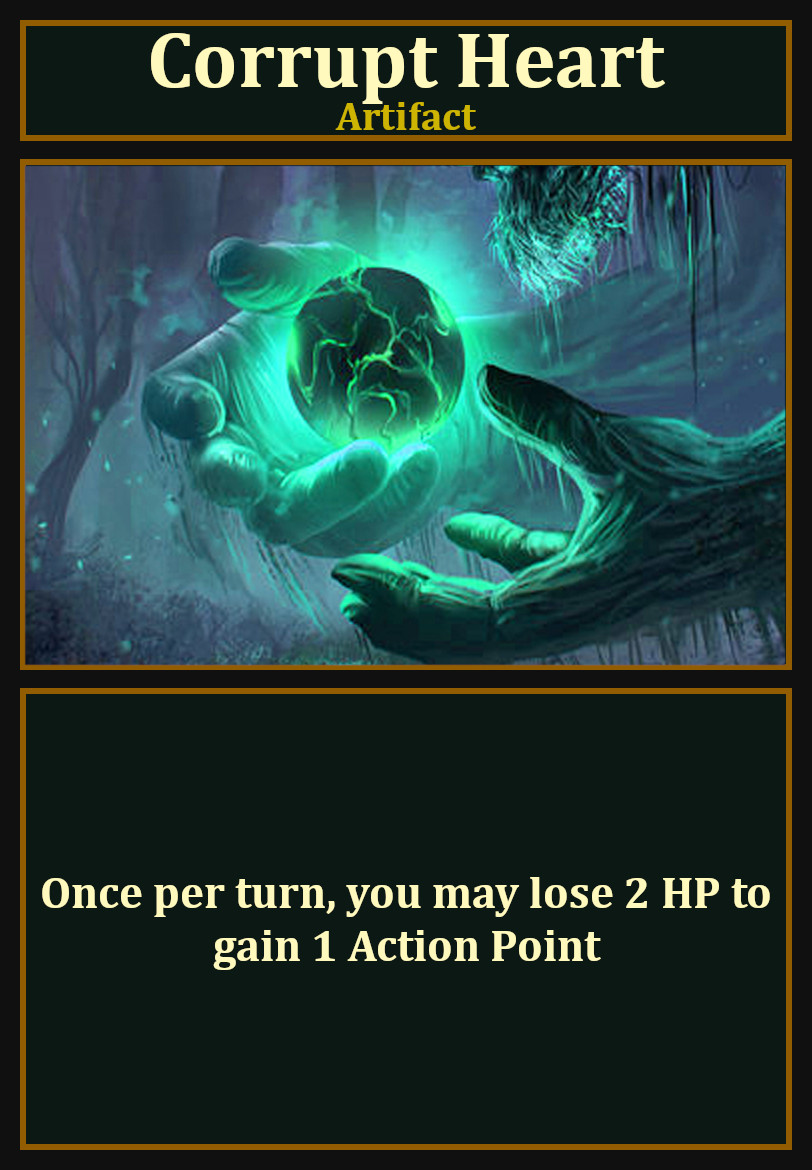 Corrupt Heart
Artifact
Once per turn, you may lose 2 HP to
gain 1 Action Point